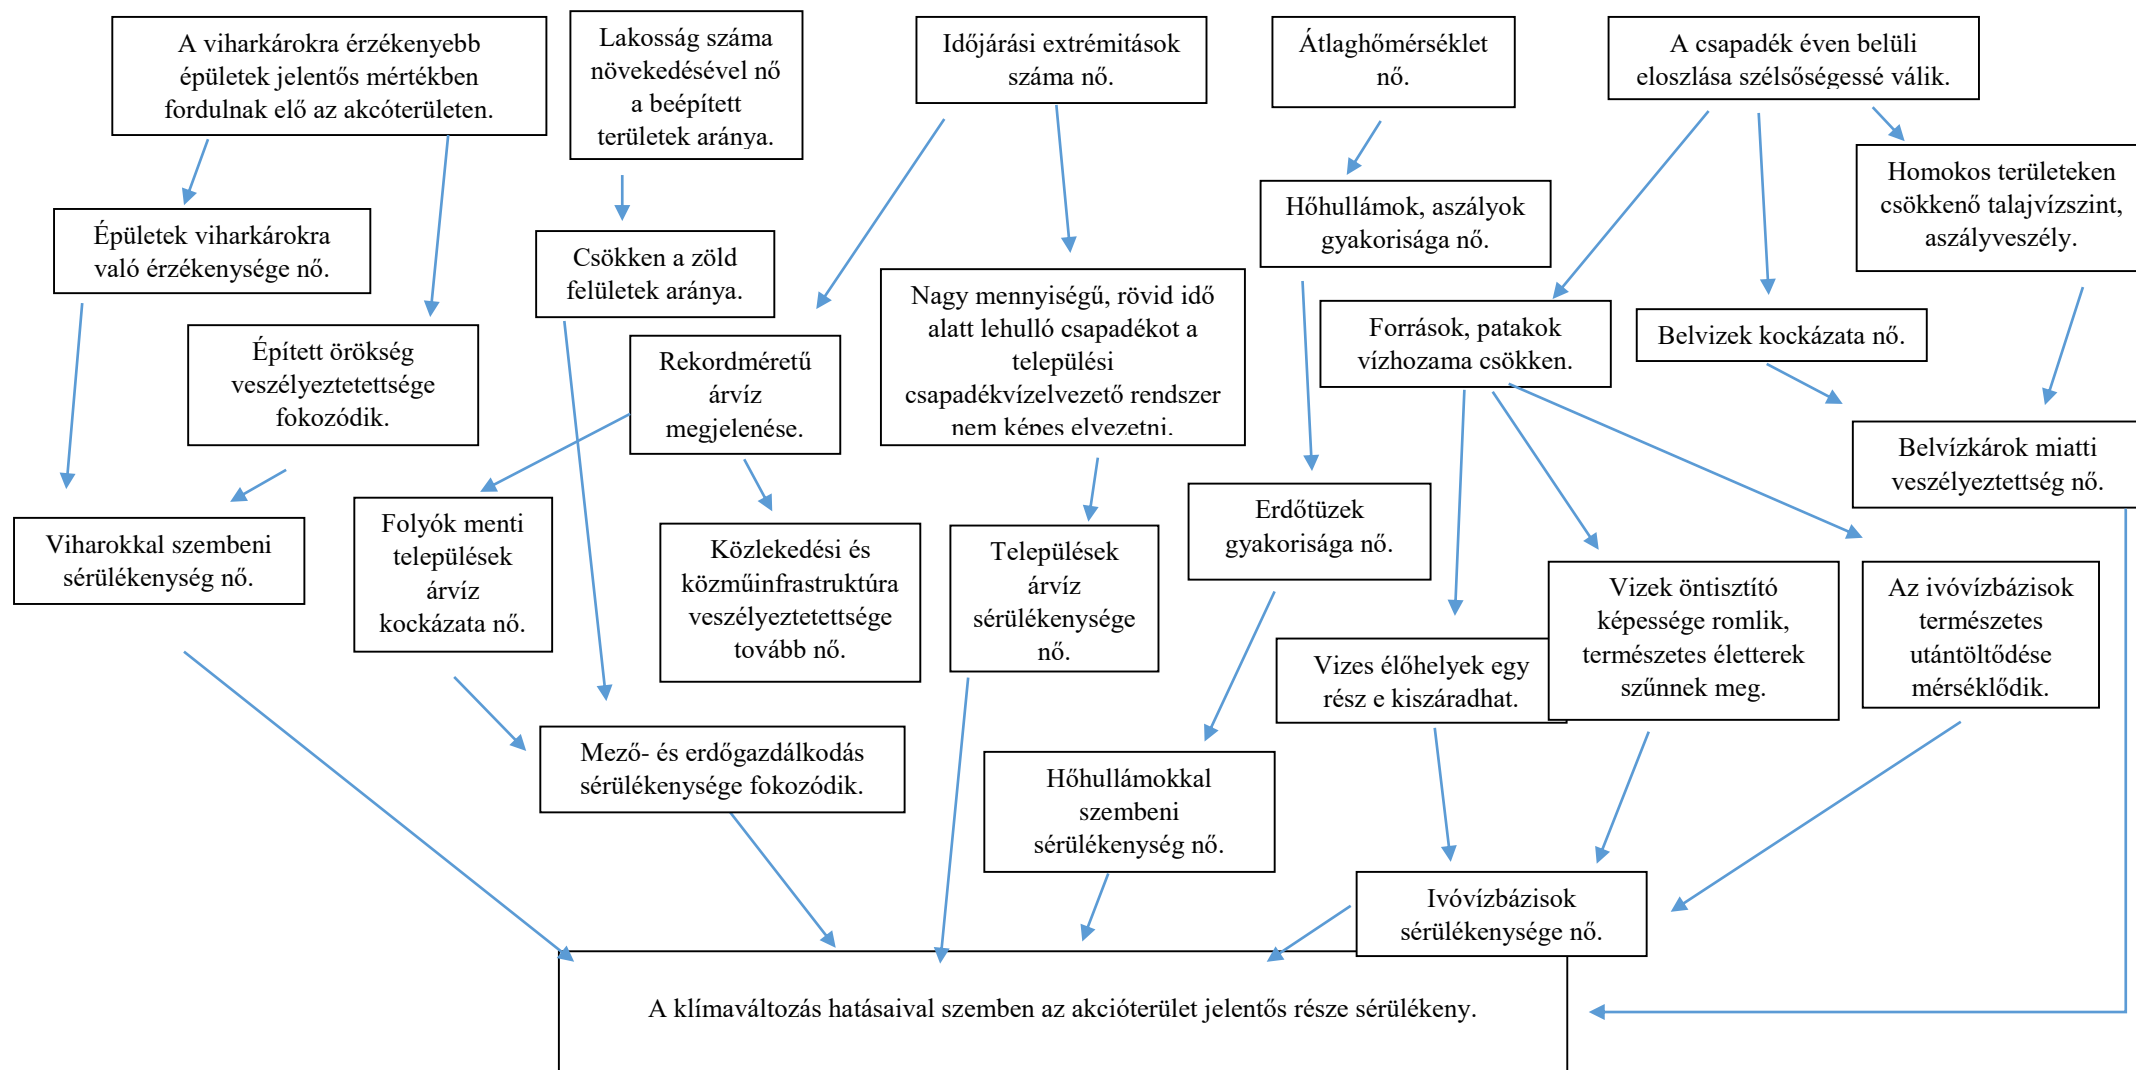 A viharkárokra érzékenyebb
épületek jelentős mértékben
fordulnak elő az akcóterületen.
Lakosság száma
növekedésével nő
a beépített
területek aránya.
Időjárási extrémitások
száma nő.
Átlaghőmérséklet
nő.
A csapadék éven belüli
eloszlása szélsőségessé válik.
Homokos területeken
csökkenő talajvízszint,
aszályveszély.
Épületek viharkárokra
való érzékenysége nő.
Csökken a zöld
felületek aránya.
Hőhullámok, aszályok
gyakorisága nő.
Nagy mennyiségű, rövid idő
alatt lehulló csapadékot a
települési
csapadékvízelvezető rendszer
nem képes elvezetni.
Források, patakok
vízhozama csökken.
Belvizek kockázata nő.
Épített örökség
veszélyeztetettsége
fokozódik.
Rekordméretű
árvíz
megjelenése.
Belvízkárok miatti
veszélyeztettség nő.
Viharokkal szembeni
sérülékenység nő.
Folyók menti
települések
árvíz
kockázata nő.
Közlekedési és
közműinfrastruktúra
veszélyeztetettsége
tovább nő.
Települések
árvíz
sérülékenysége
nő.
Erdőtüzek
gyakorisága nő.
Vizes élőhelyek egy
rész e kiszáradhat.
Vizek öntisztító
képessége romlik,
természetes életterek
szűnnek meg.
Az ivóvízbázisok
természetes
utántöltődése
mérséklődik.
Mező- és erdőgazdálkodás
sérülékenysége fokozódik.
Hőhullámokkal
szembeni
sérülékenység nő.
Ivóvízbázisok
sérülékenysége nő.
A klímaváltozás hatásaival szemben az akcióterület jelentős része sérülékeny.